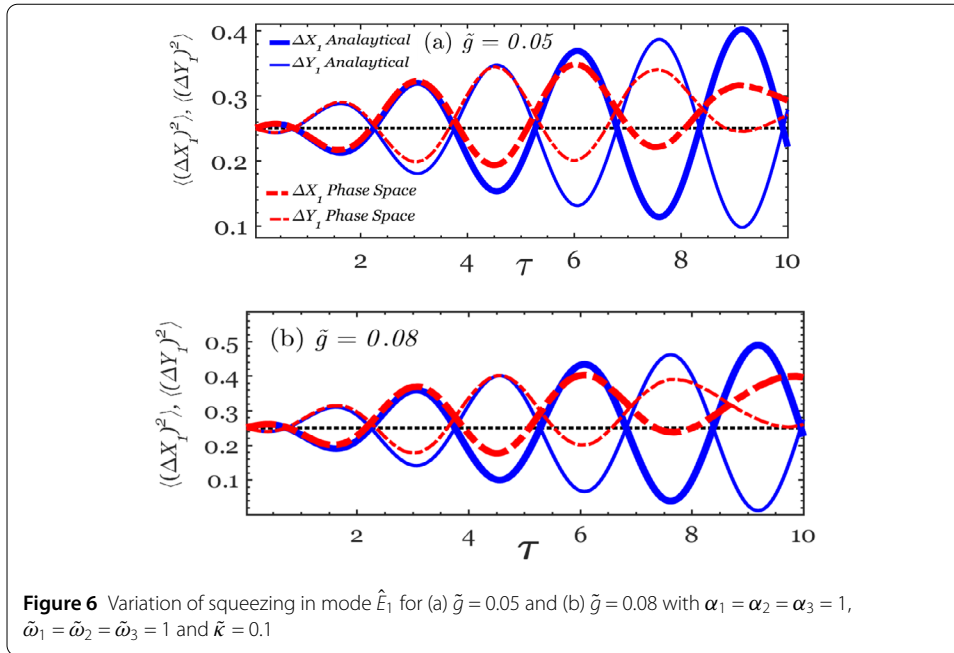 0.4
0.3
0.2
0.1
⟨(ΔX₁)²⟩, ⟨(ΔY₁)²⟩
ΔX₁ Analaytical
ΔY₁ Analaytical
(a) g̃ = 0.05
ΔX₁ Phase Space
ΔY₁ Phase Space
2 4 τ 6 8 10
0.5
0.4
0.3
0.2
0.1
⟨(ΔX₁)²⟩, ⟨(ΔY₁)²⟩
(b) g̃ = 0.08
2 4 6 8 10
τ
Figure 6 Variation of squeezing in mode Ê₁ for (a) g̃ = 0.05 and (b) g̃ = 0.08 with α₁ = α₂ = α₃ = 1,
ω̃₁ = ω̃₂ = ω̃₃ = 1 and κ̃ = 0.1